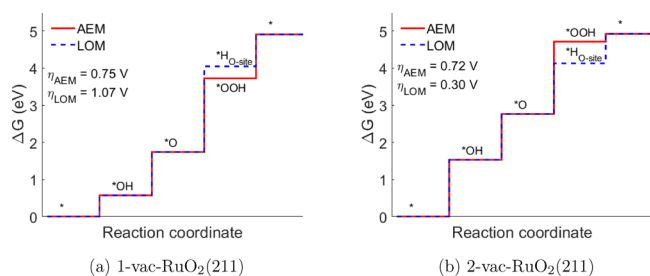 5
4
3
2
1
0
ΔG (eV)
AEM
LOM
η_AEM = 0.75 V
η_LOM = 1.07 V
*
*H_O-site
*OOH
*O
*OH
*
Reaction coordinate
(a) 1-vac-RuO₂(211)
5
4
3
2
1
0
ΔG (eV)
AEM
LOM
η_AEM = 0.72 V
η_LOM = 0.30 V
*
*OOH
*H_O-site
*O
*OH
*
Reaction coordinate
(b) 2-vac-RuO₂(211)